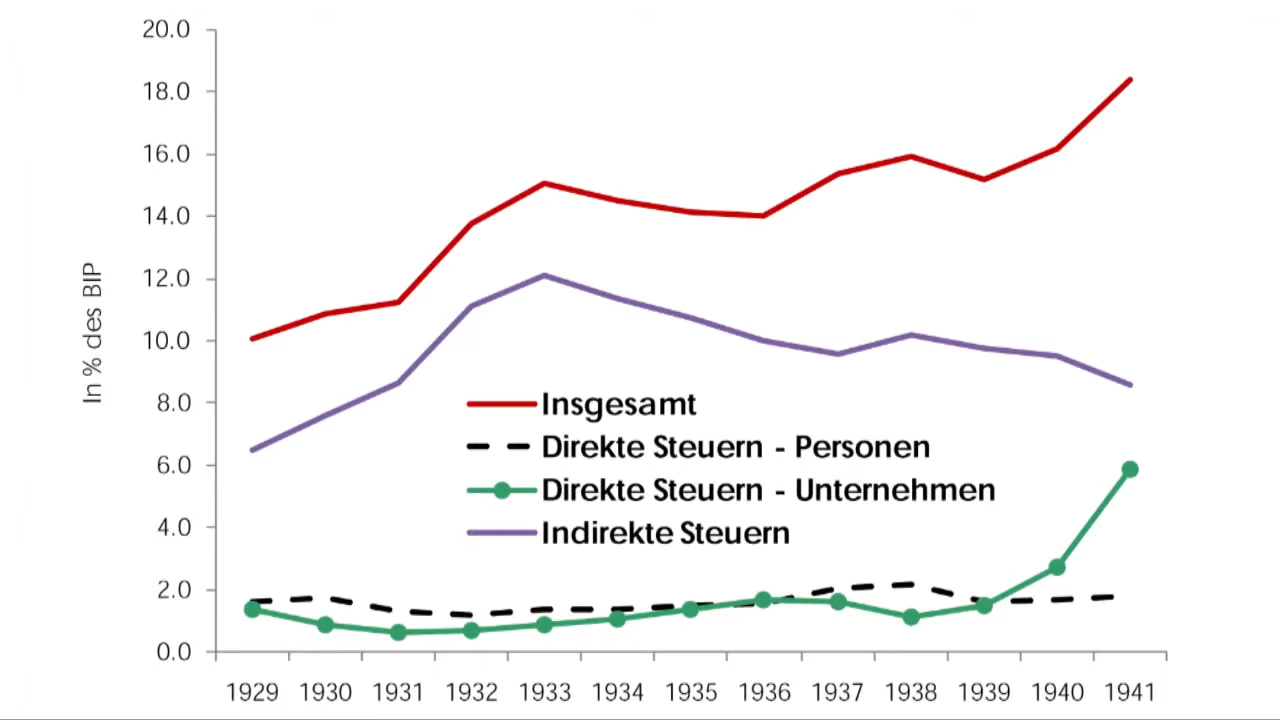 20.0
18.0
16.0
14.0
12.0
10.0
8.0
6.0
4.0
2.0
0.0
In % des BIP
Insgesamt
Direkte Steuern - Personen
Direkte Steuern - Unternehmen
Indirekte Steuern
1929 1930 1931 1932 1933 1934 1935 1936 1937 1938 1939 1940 1941